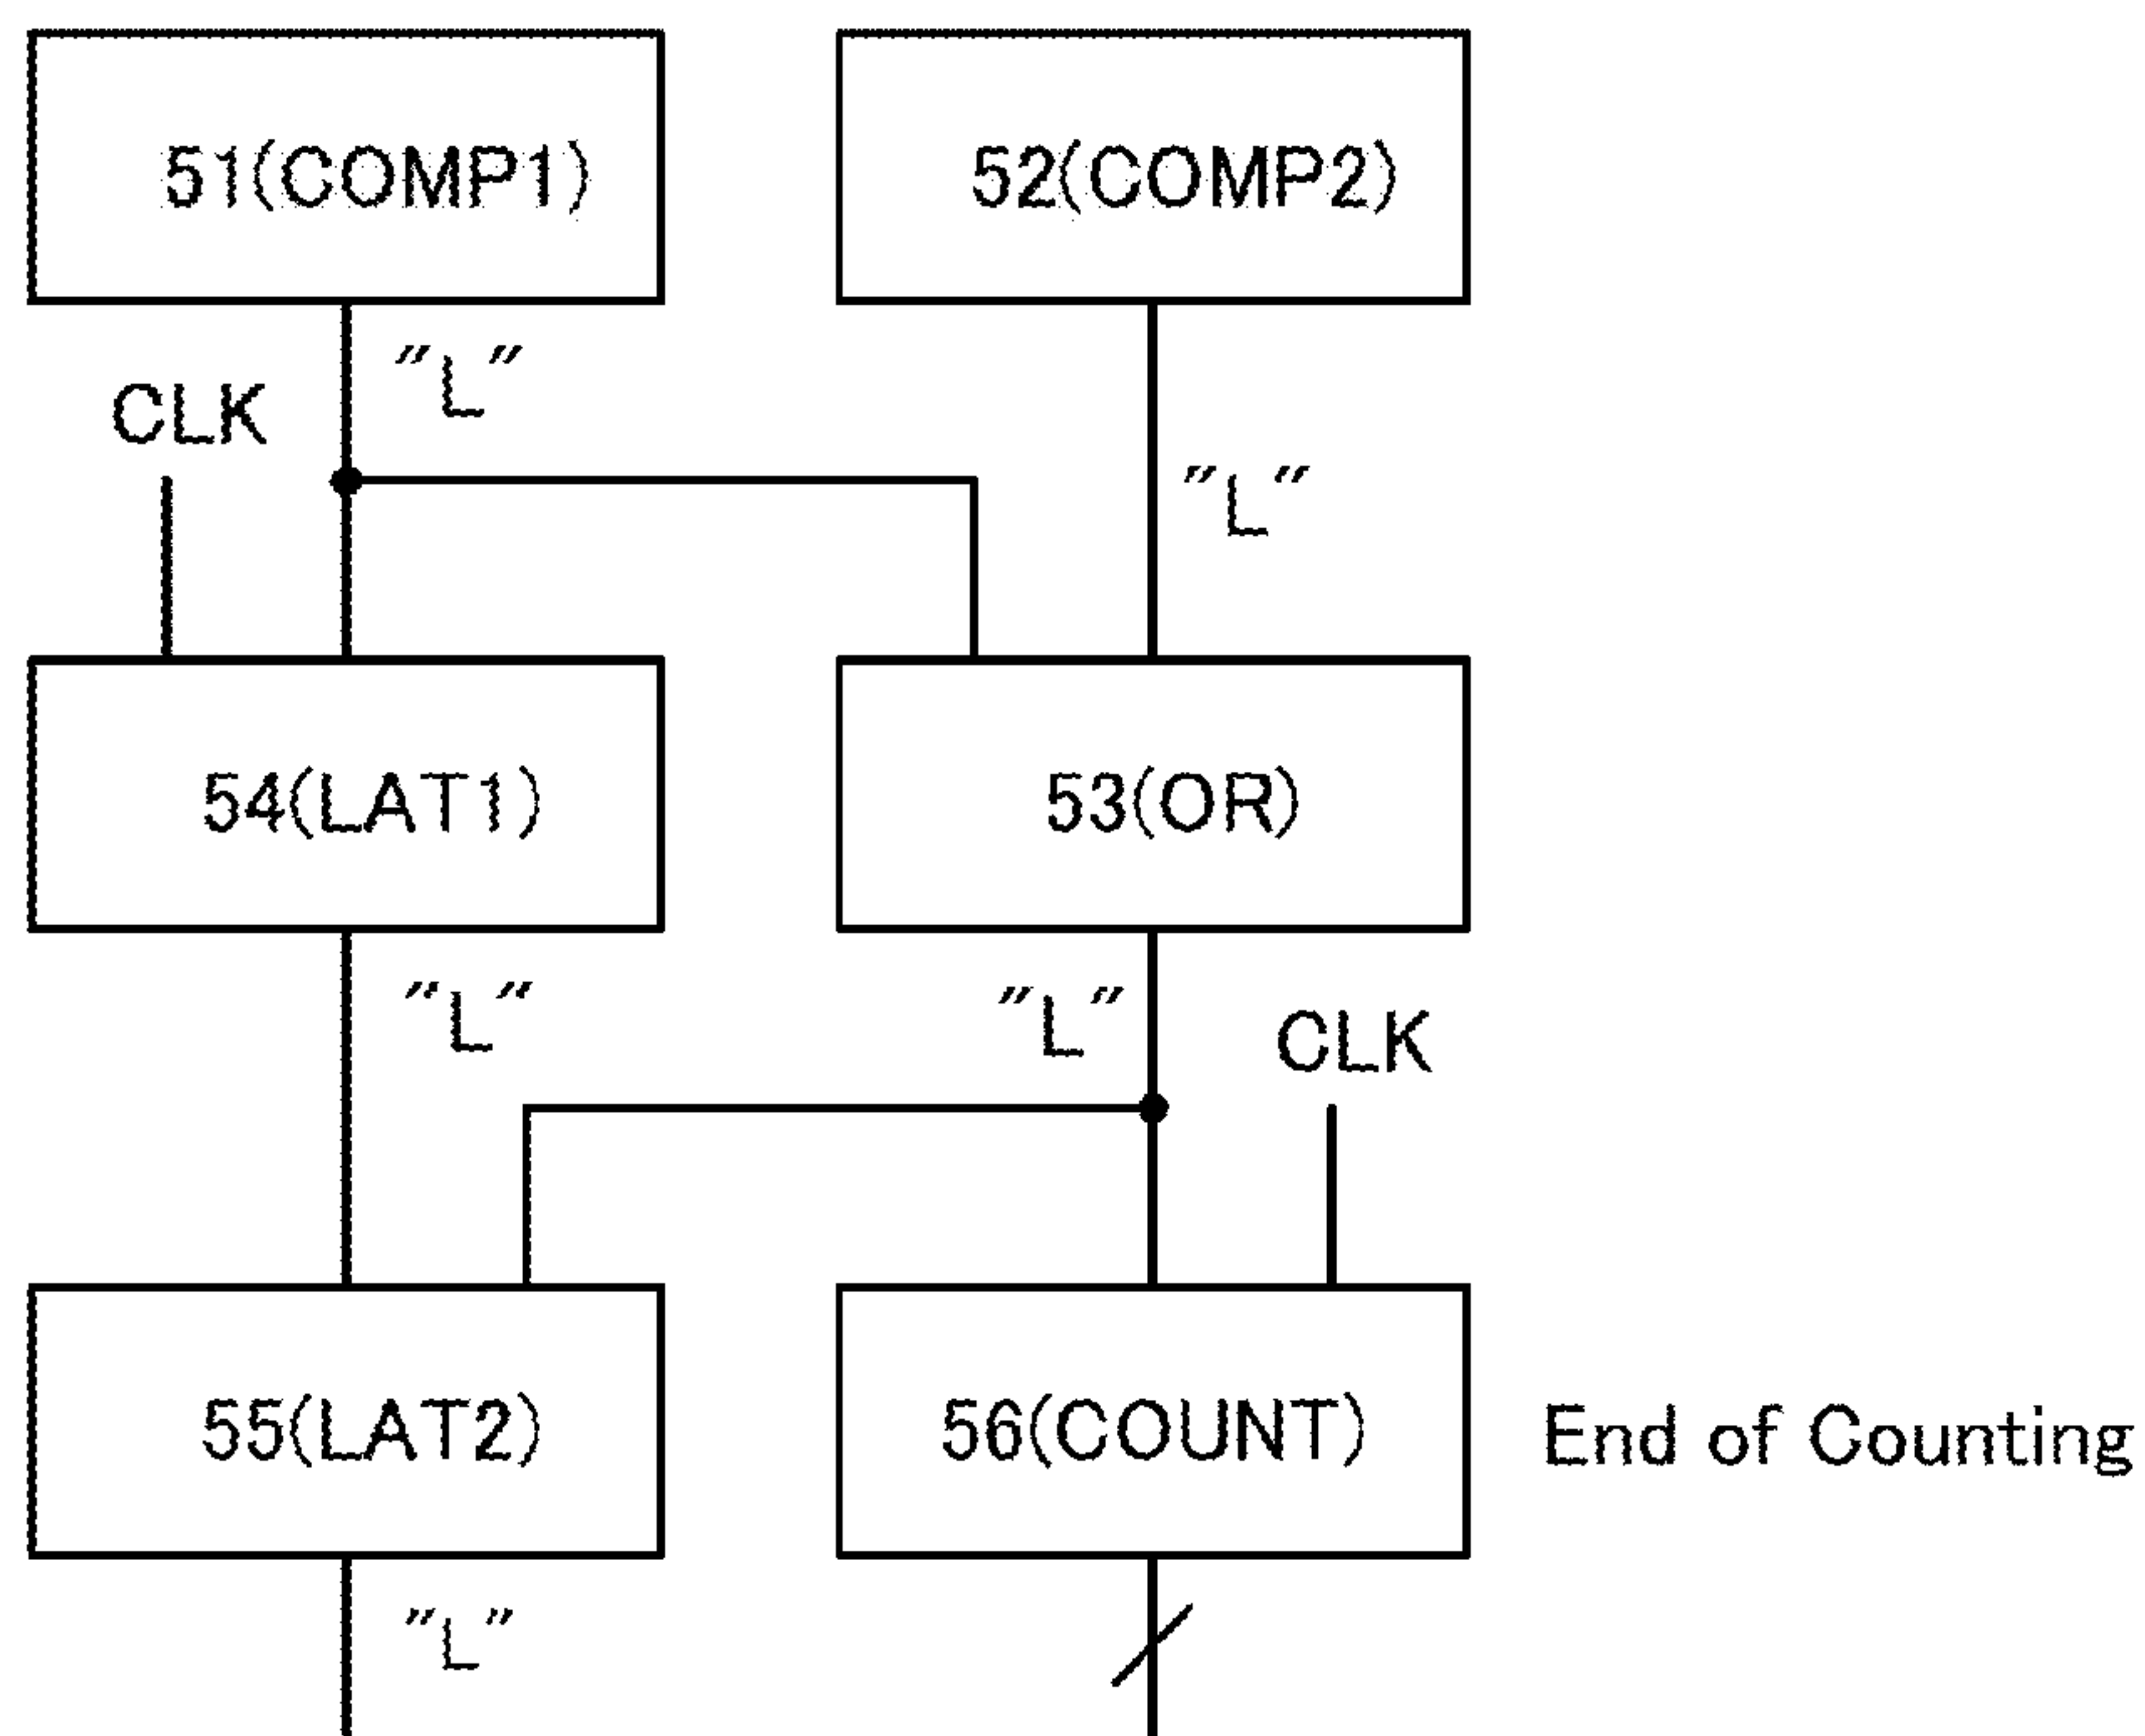 51(COMP1)
52(COMP2)
"L"
CLK
"L"
54(LAT1)
53(OR)
"L"
"L"
CLK
55(LAT2)
56(COUNT)
End of Counting
"L"